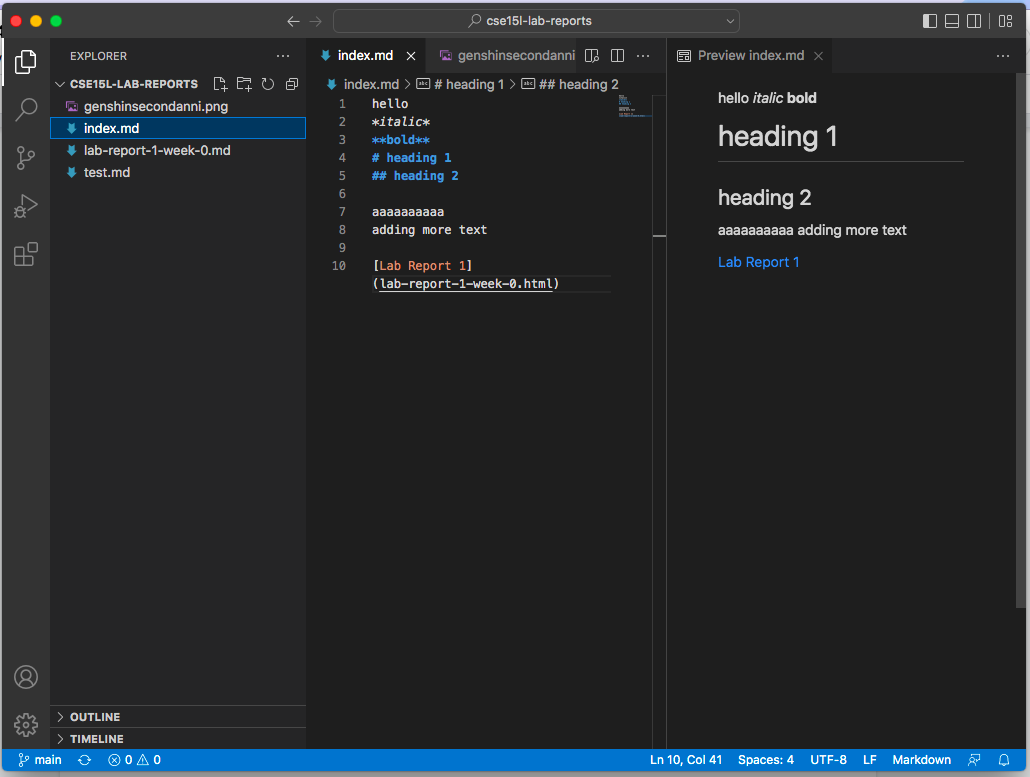 cse15l-lab-reports
EXPLORER
CSE15L-LAB-REPORTS
genshinsecondanni.png
index.md
lab-report-1-week-0.md
test.md
OUTLINE
TIMELINE
index.md
genshinsecondanni
index.md > # heading 1 > ## heading 2
1 hello
2 *italic*
3 **bold**
4 # heading 1
5 ## heading 2
6
7 aaaaaaaaaa
8 adding more text
9
10 [Lab Report 1]
(lab-report-1-week-0.html)
Preview index.md
hello italic bold
heading 1
heading 2
aaaaaaaaaa adding more text
Lab Report 1
main 0 0 Ln 10, Col 41 Spaces: 4 UTF-8 LF Markdown